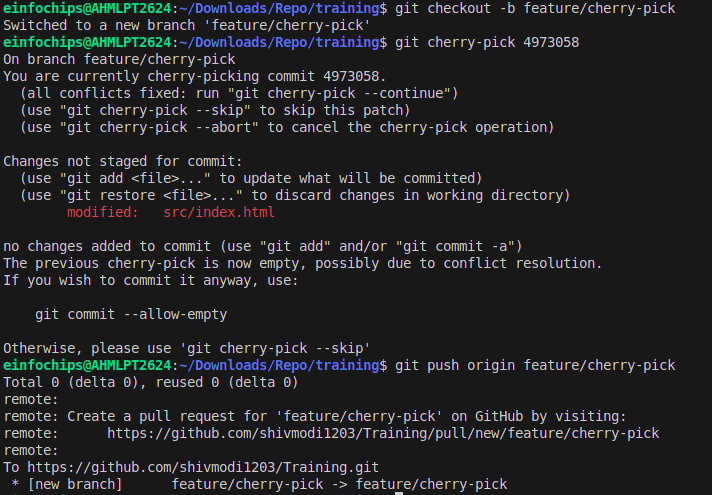 einfochips@AHMLPT2624:~/Downloads/Repo/training$ git checkout -b feature/cherry-pick
Switched to a new branch 'feature/cherry-pick'
einfochips@AHMLPT2624:~/Downloads/Repo/training$ git cherry-pick 4973058
On branch feature/cherry-pick
You are currently cherry-picking commit 4973058.
  (all conflicts fixed: run "git cherry-pick --continue")
  (use "git cherry-pick --skip" to skip this patch)
  (use "git cherry-pick --abort" to cancel the cherry-pick operation)

Changes not staged for commit:
  (use "git add <file>..." to update what will be committed)
  (use "git restore <file>..." to discard changes in working directory)
        modified:   src/index.html

no changes added to commit (use "git add" and/or "git commit -a")
The previous cherry-pick is now empty, possibly due to conflict resolution.
If you wish to commit it anyway, use:

    git commit --allow-empty

Otherwise, please use 'git cherry-pick --skip'
einfochips@AHMLPT2624:~/Downloads/Repo/training$ git push origin feature/cherry-pick
Total 0 (delta 0), reused 0 (delta 0)
remote:
remote: Create a pull request for 'feature/cherry-pick' on GitHub by visiting:
remote:      https://github.com/shivmodi1203/Training/pull/new/feature/cherry-pick
remote:
To https://github.com/shivmodi1203/Training.git
 * [new branch]      feature/cherry-pick -> feature/cherry-pick